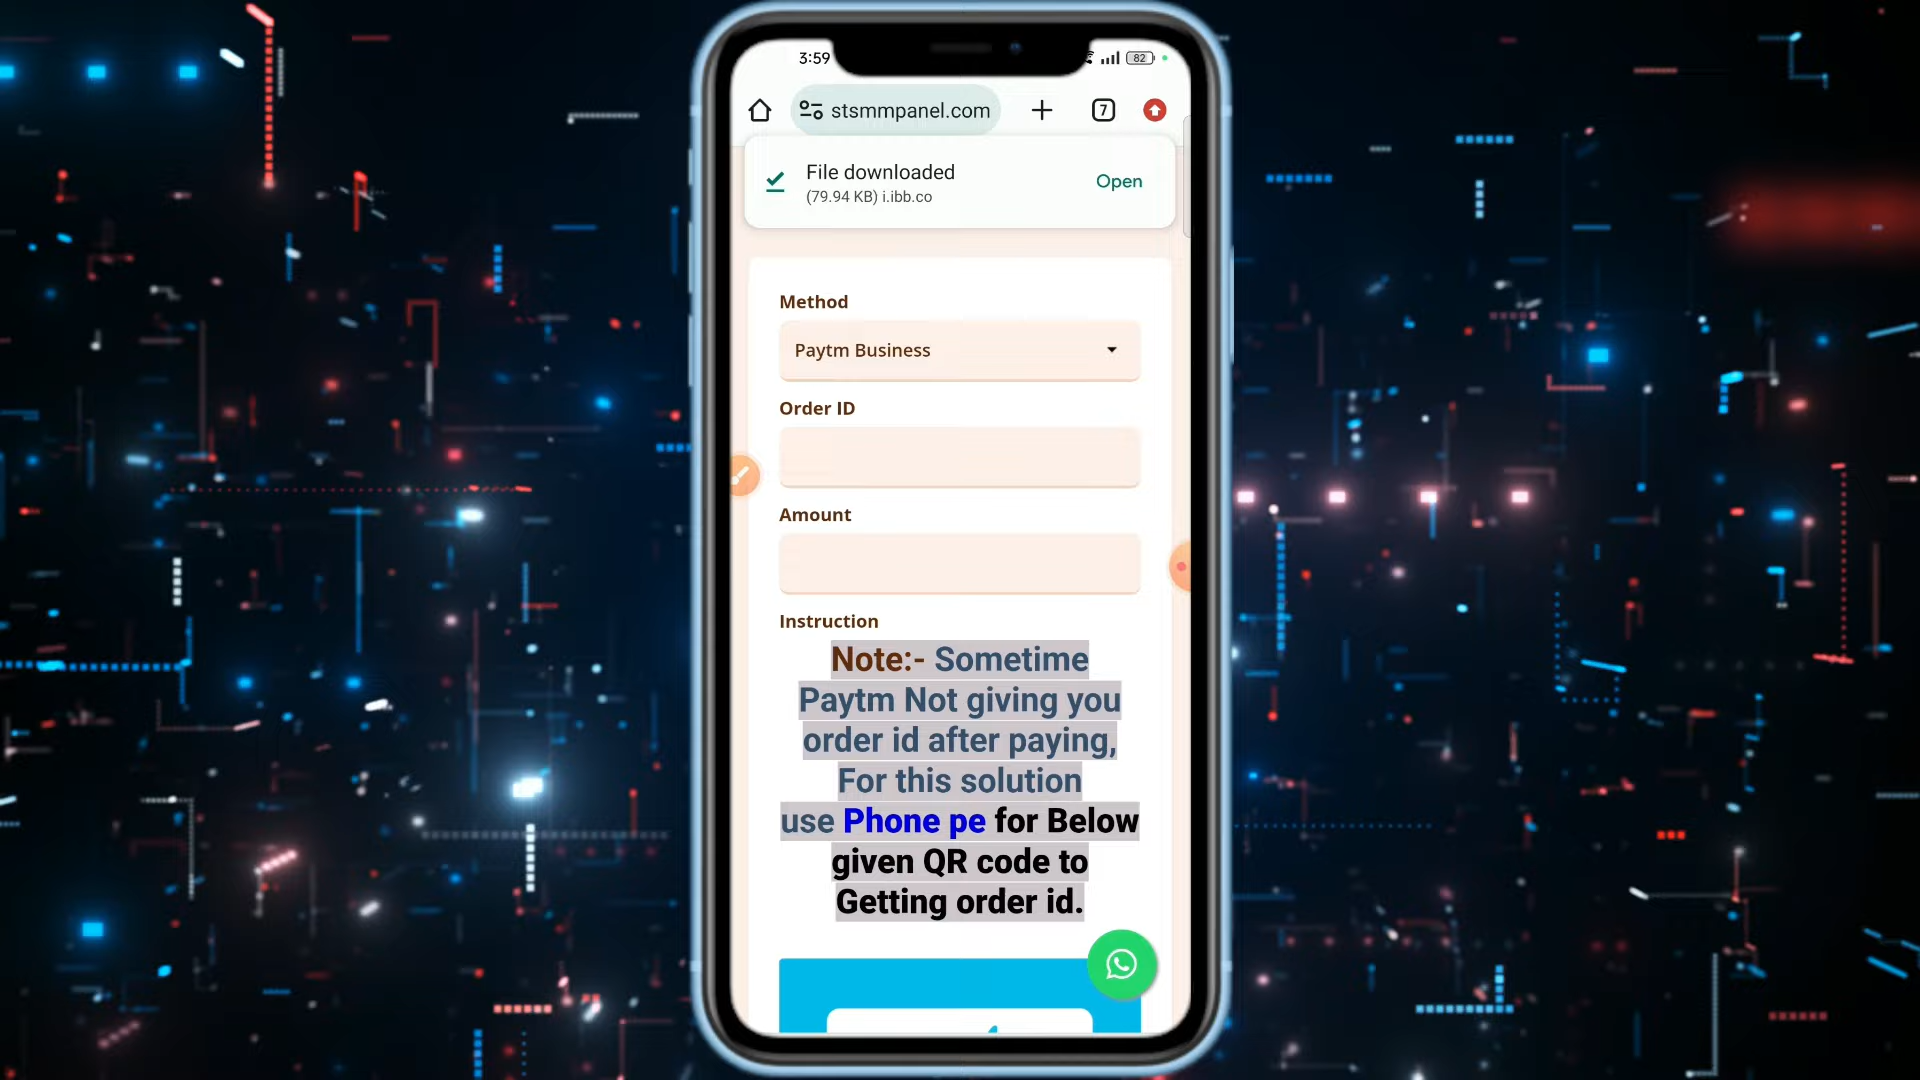 3:59
82
stsmmpanel.com
7
File downloaded
(79.94 KB) i.ibb.co
Open
Method
Paytm Business
Order ID
Amount
Instruction
Note:- Sometime
Paytm Not giving you
order id after paying,
For this solution
use Phone pe for Below
given QR code to
Getting order id.